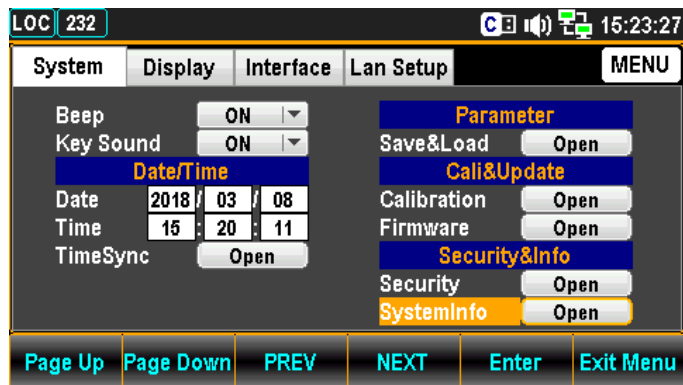 LOC 232 C 15:23:27
System Display Interface Lan Setup MENU
Beep ON
Key Sound ON
Date/Time
Date 2018 / 03 / 08
Time 15 : 20 : 11
TimeSync Open
Parameter
Save&Load Open
Cali&Update
Calibration Open
Firmware Open
Security&Info
Security Open
SystemInfo Open
Page Up Page Down PREV NEXT Enter Exit Menu